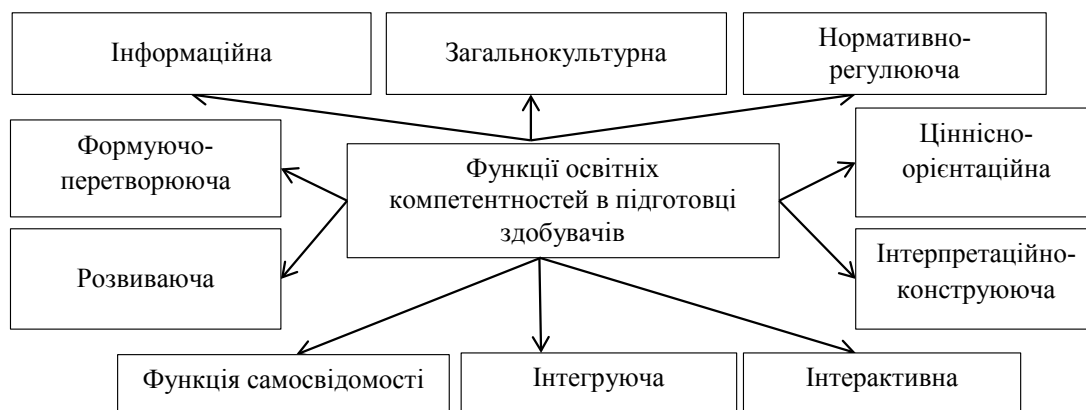 Інформаційна
Загальнокультурна
Нормативно-
регулююча
Формуючо-
перетворююча
Функції освітніх
компетентностей в підготовці
здобувачів
Ціннісно-
орієнтаційна
Розвиваюча
Інтерпретаційно-
конструююча
Функція самосвідомості
Інтегруюча
Інтерактивна